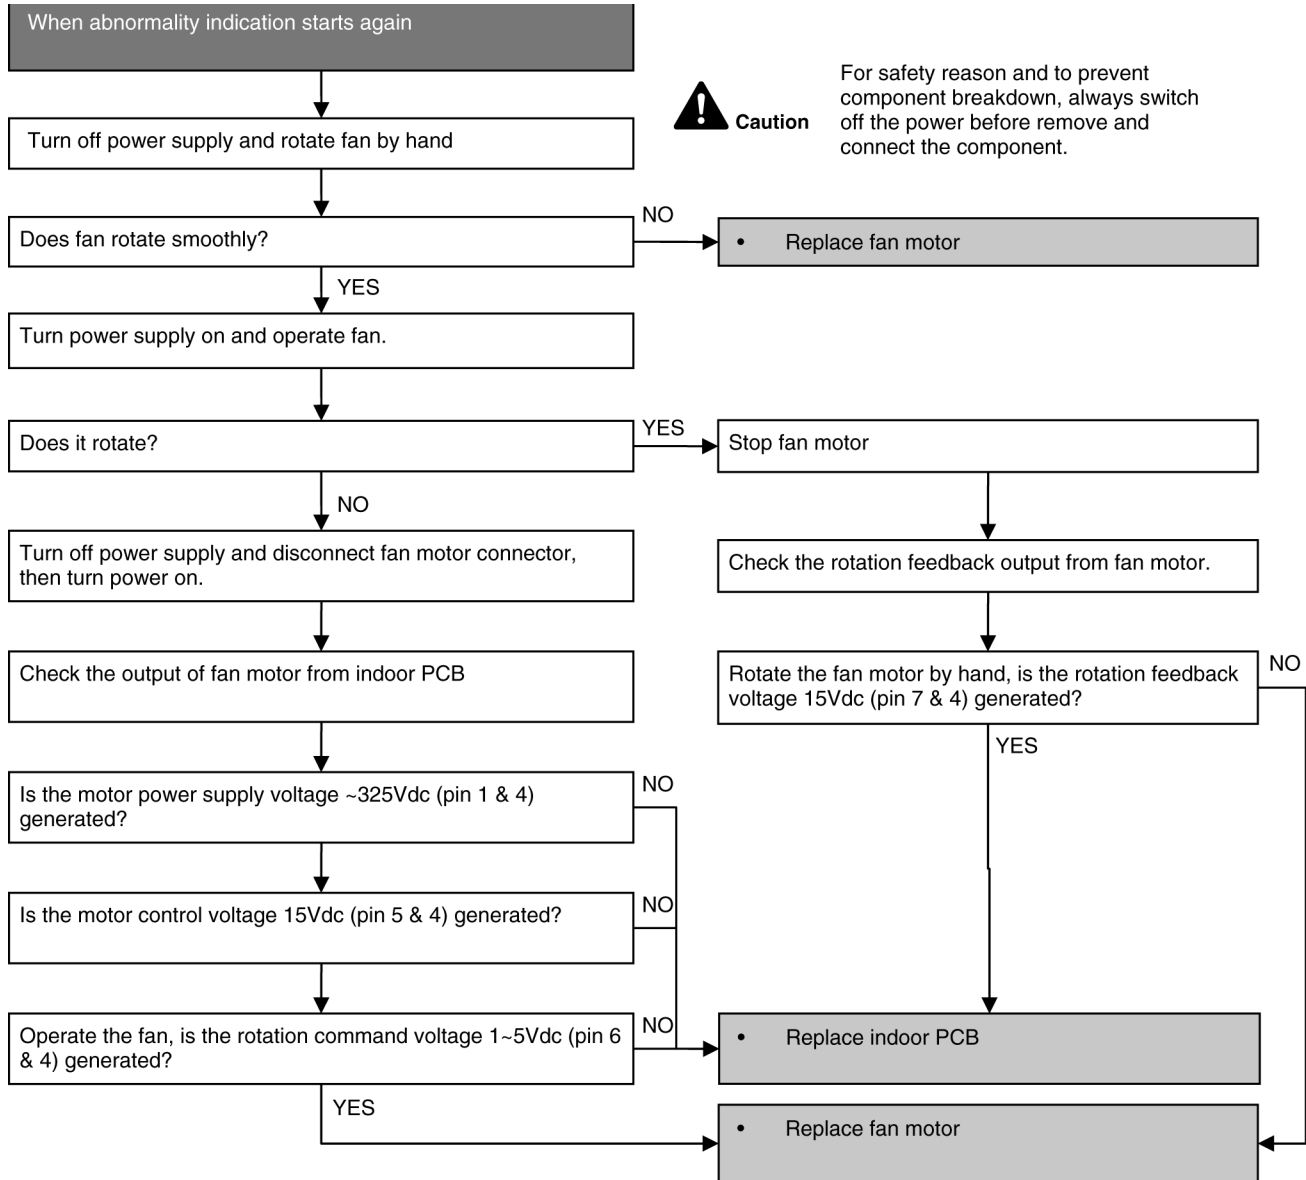 When abnormality indication starts again
For safety reason and to prevent
component breakdown, always switch
off the power before remove and
connect the component.
Caution
Turn off power supply and rotate fan by hand
Does fan rotate smoothly?
NO
• Replace fan motor
YES
Turn power supply on and operate fan.
Does it rotate?
YES
Stop fan motor
NO
Turn off power supply and disconnect fan motor connector,
then turn power on.
Check the rotation feedback output from fan motor.
Check the output of fan motor from indoor PCB
Rotate the fan motor by hand, is the rotation feedback
voltage 15Vdc (pin 7 & 4) generated?
NO
YES
Is the motor power supply voltage ~325Vdc (pin 1 & 4)
generated?
NO
Is the motor control voltage 15Vdc (pin 5 & 4) generated?
NO
Operate the fan, is the rotation command voltage 1~5Vdc (pin 6
& 4) generated?
NO
• Replace indoor PCB
YES
• Replace fan motor